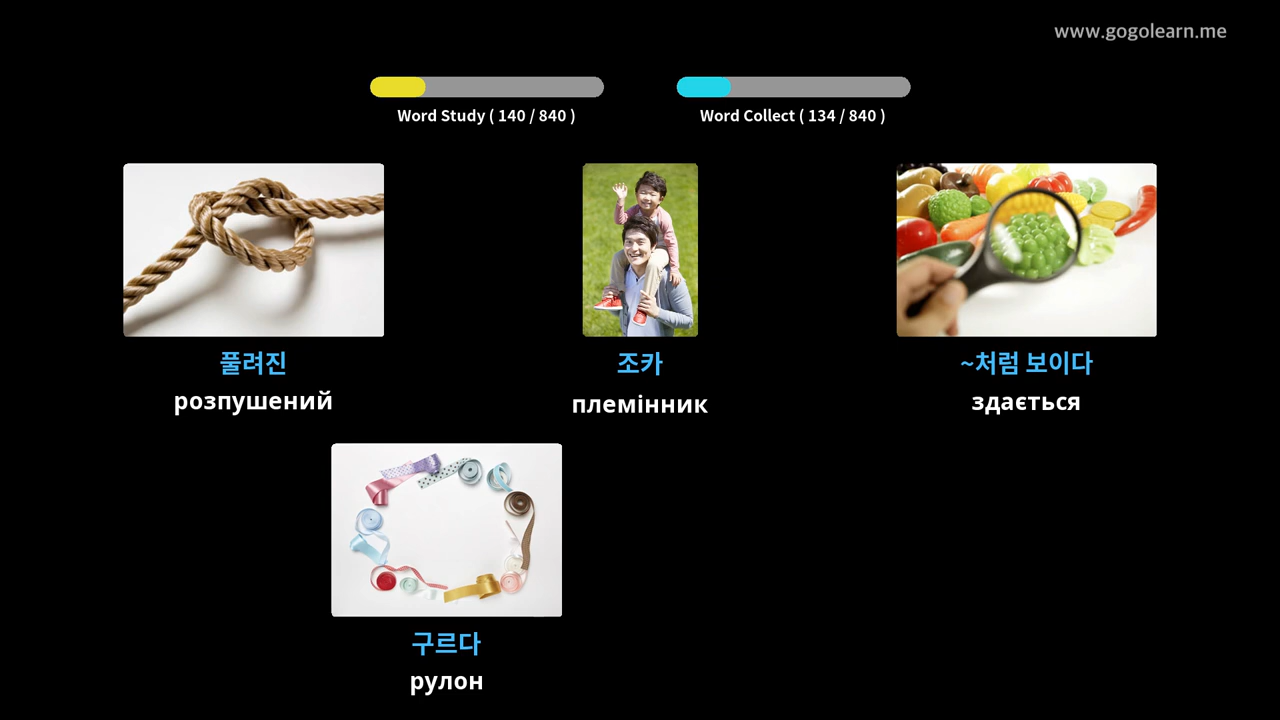 www.gogolearn.me
Word Study ( 140 / 840 )
Word Collect ( 134 / 840 )
풀려진
розпушений
조카
племінник
~처럼 보이다
здається
구르다
рулон